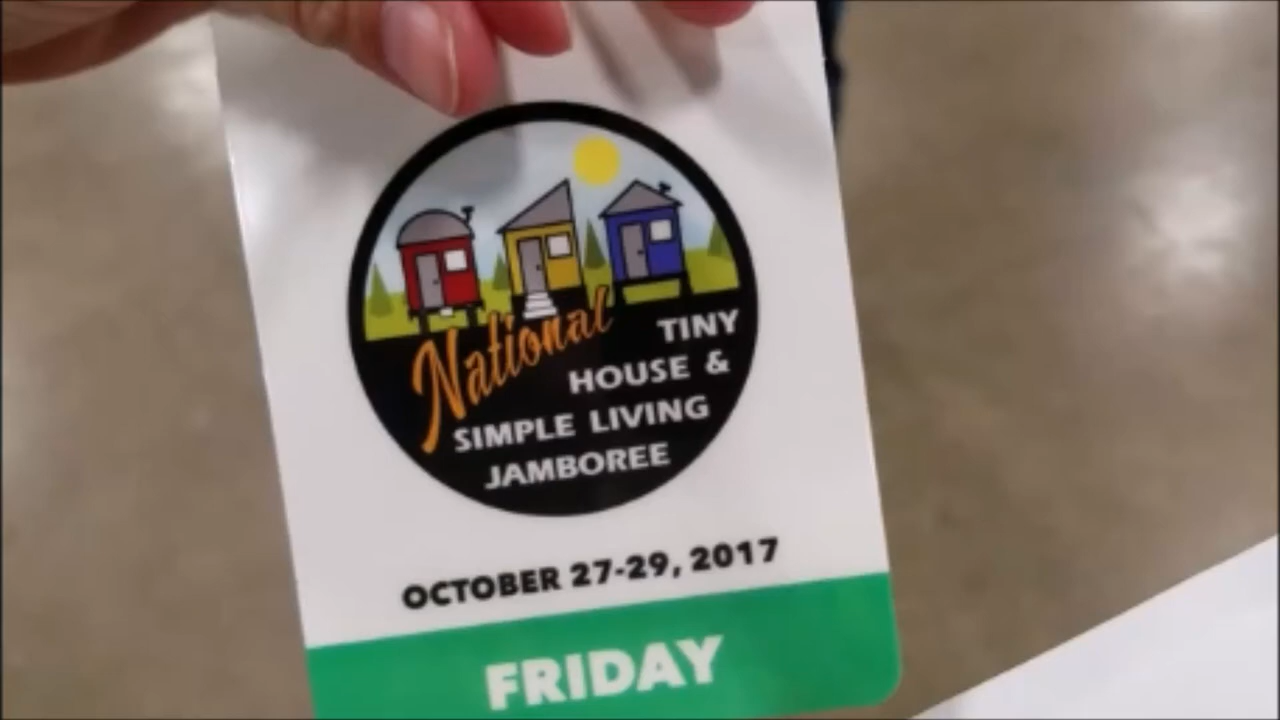 National
TINY
HOUSE &
SIMPLE LIVING
JAMBOREE
OCTOBER 27-29, 2017
FRIDAY